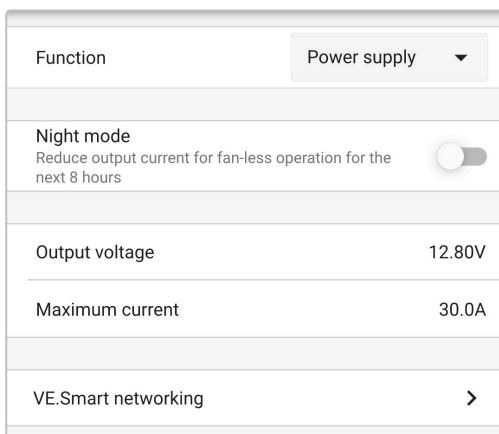 Function
Power supply
Night mode
Reduce output current for fan-less operation for the
next 8 hours
Output voltage
12.80V
Maximum current
30.0A
VE.Smart networking